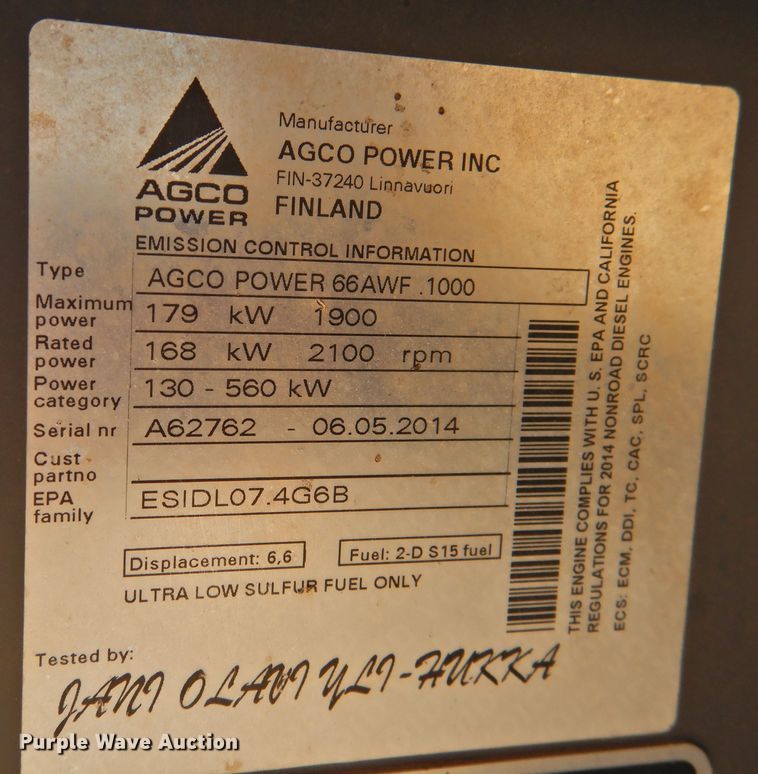 AGCO
POWER
Manufacturer
AGCO POWER INC
FIN-37240 Linnavuori
FINLAND
EMISSION CONTROL INFORMATION
Type AGCO POWER 66AWF .1000
Maximum power 179 kW 1900
Rated power 168 kW 2100 rpm
Power category 130 - 560 kW
Serial nr A62762 - 06.05.2014
Cust partno
EPA family ESIDL07.4G6B
Displacement: 6,6 Fuel: 2-D S15 fuel
ULTRA LOW SULFUR FUEL ONLY
THIS ENGINE COMPLIES WITH U.S. EPA AND CALIFORNIA
REGULATIONS FOR 2014 NONROAD DIESEL ENGINES.
ECS: ECM, DDI, TC, CAC, SPL, SCRC
Tested by:
JANI OLAVI YLI-HUKKA
Purple Wave Auction